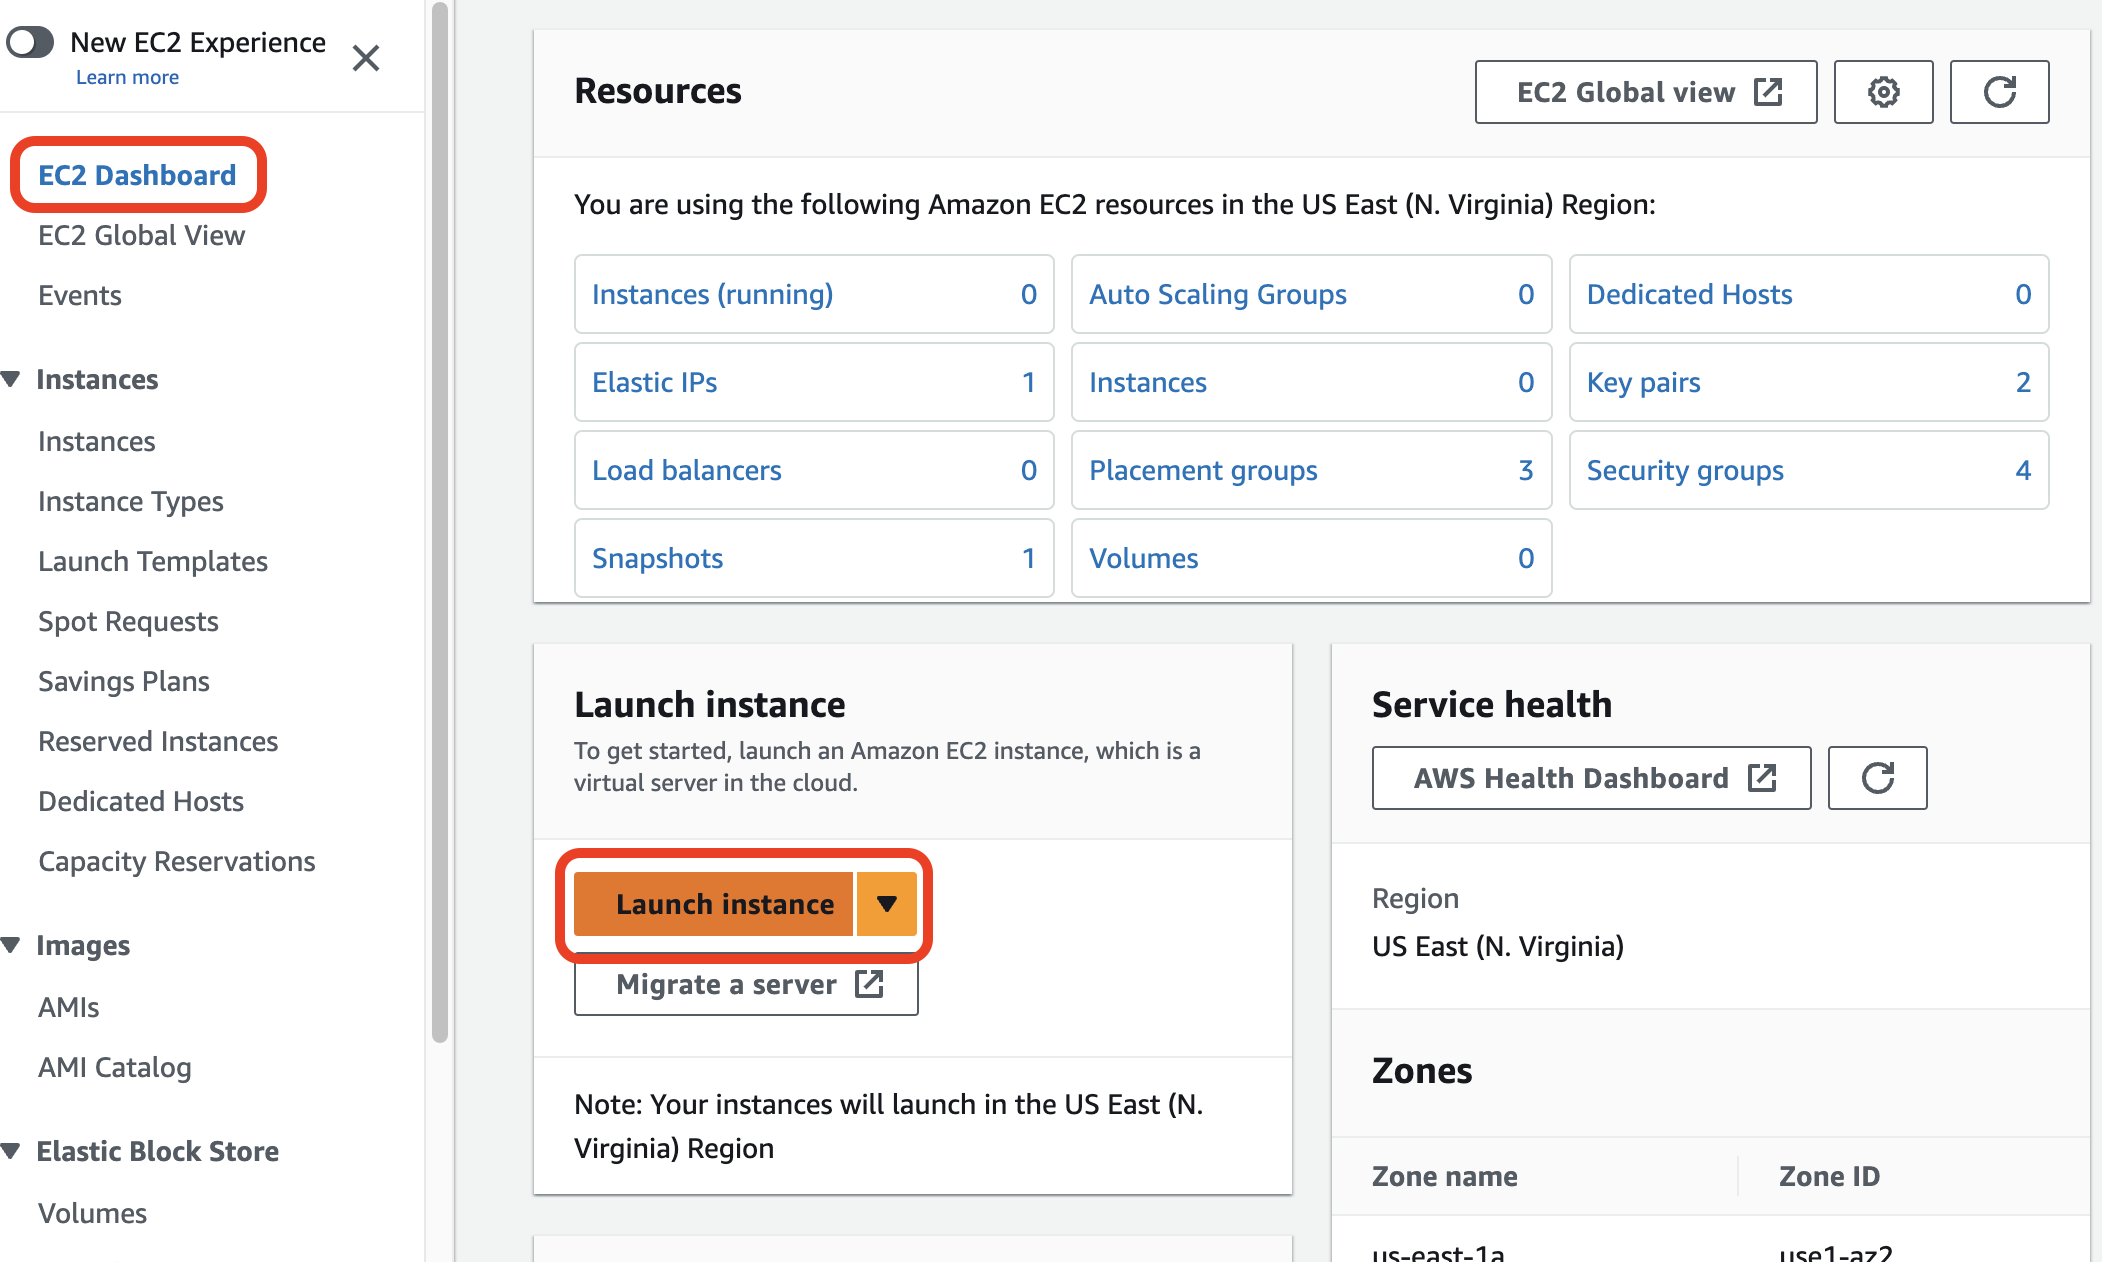 New EC2 Experience
Learn more
EC2 Dashboard
EC2 Global View
Events
Instances
Instances
Instance Types
Launch Templates
Spot Requests
Savings Plans
Reserved Instances
Dedicated Hosts
Capacity Reservations
Images
AMIs
AMI Catalog
Elastic Block Store
Volumes
Resources
EC2 Global view
You are using the following Amazon EC2 resources in the US East (N. Virginia) Region:
Instances (running) 0
Auto Scaling Groups 0
Dedicated Hosts 0
Elastic IPs 1
Instances 0
Key pairs 2
Load balancers 0
Placement groups 3
Security groups 4
Snapshots 1
Volumes 0
Launch instance
To get started, launch an Amazon EC2 instance, which is a
virtual server in the cloud.
Launch instance
Migrate a server
Note: Your instances will launch in the US East (N.
Virginia) Region
Service health
AWS Health Dashboard
Region
US East (N. Virginia)
Zones
Zone name Zone ID
us-east-1a use1-az2